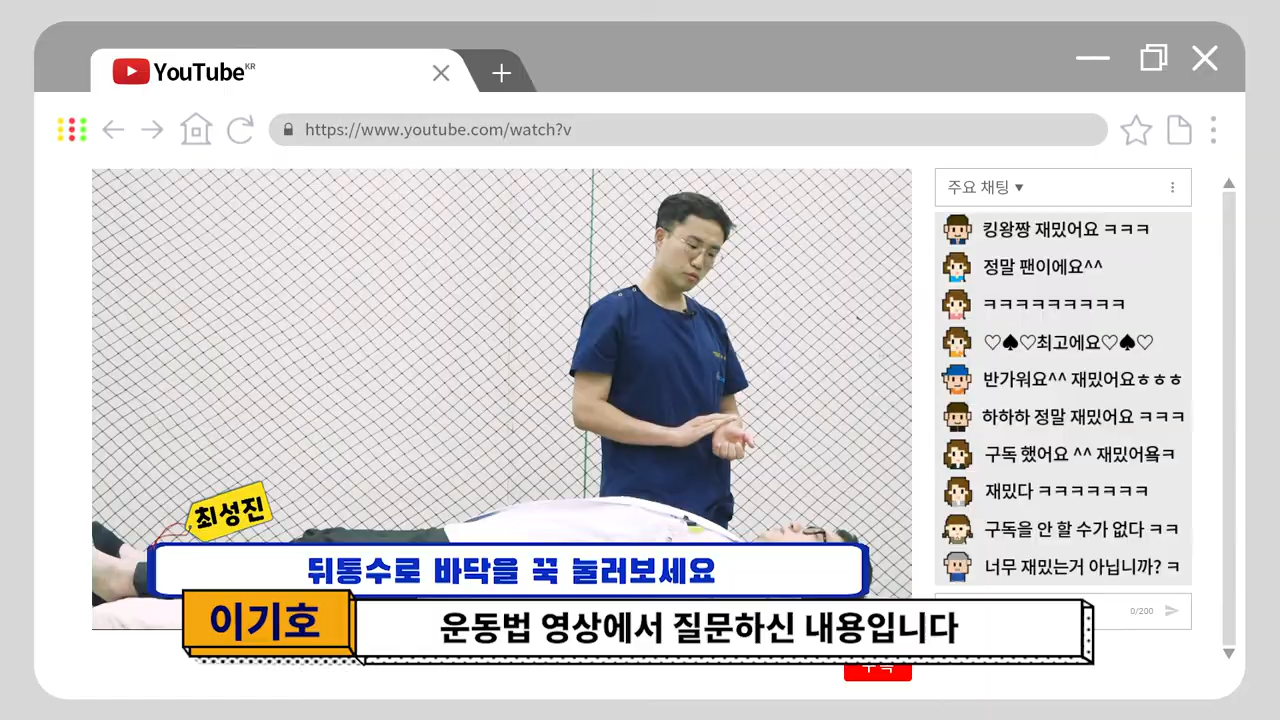 YouTube KR
https://www.youtube.com/watch?v
주요 채팅 ▼
킹왕짱 재밌어요 ㅋㅋㅋ
정말 팬이에요^^
ㅋㅋㅋㅋㅋㅋㅋㅋㅋ
♡♠♡최고에요♡♠♡
반가워요^^ 재밌어요ㅎㅎㅎ
하하하 정말 재밌어요 ㅋㅋㅋ
구독 했어요 ^^ 재밌어욬ㅋ
재밌다 ㅋㅋㅋㅋㅋㅋㅋ
구독을 안 할 수가 없다 ㅋㅋ
너무 재밌는거 아닙니까? ㅋ
0/200
최성진
뒤통수로 바닥을 꾹 눌러보세요
이기호
운동법 영상에서 질문하신 내용입니다